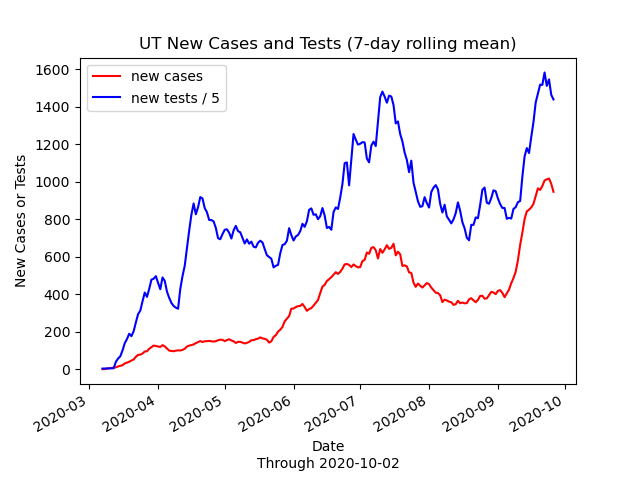 UT New Cases and Tests (7-day rolling mean)
new cases
new tests / 5
New Cases or Tests
1600
1400
1200
1000
800
600
400
200
0
2020-03
2020-04
2020-05
2020-06
2020-07
2020-08
2020-09
2020-10
Date
Through 2020-10-02